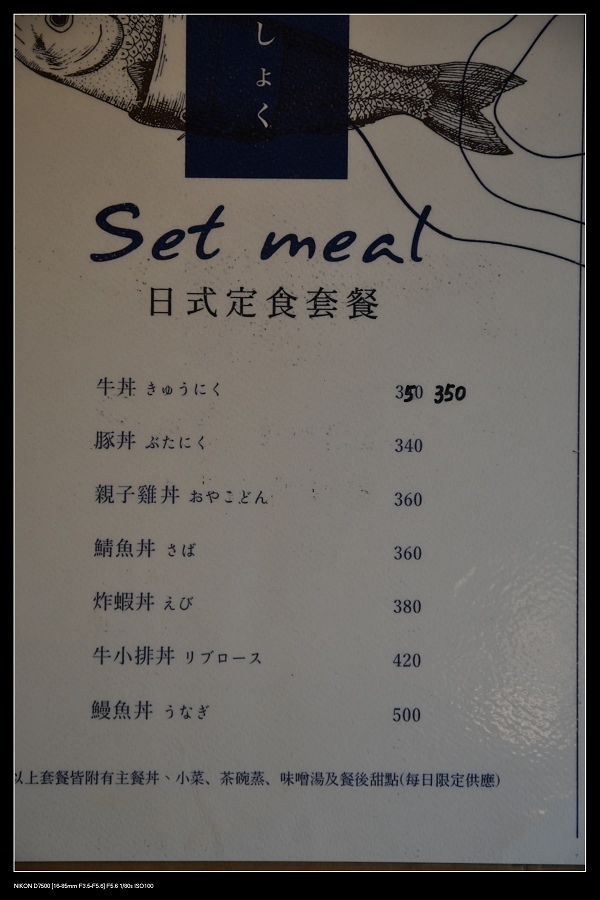 しょく
Set meal
日式定食套餐
牛丼 きゅうにく 350 350
豚丼 ぶたにく 340
親子雞丼 おやこどん 360
鯖魚丼 さば 360
炸蝦丼 えび 380
牛小排丼 リブロース 420
鰻魚丼 うなぎ 500
以上套餐皆附有主餐丼、小菜、茶碗蒸、味噌湯及餐後甜點(每日限定供應)
NIKON D7500 [16-85mm F3.5-F5.6] F5.6 1/80s ISO100